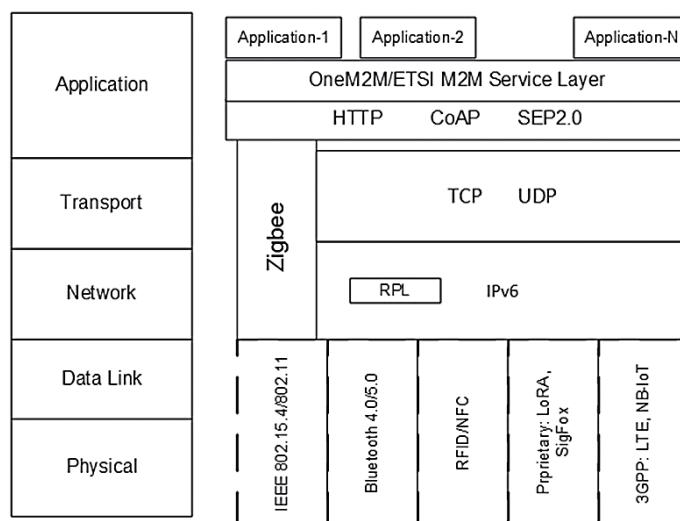 Application
Transport
Network
Data Link
Physical
Application-1
Application-2
Application-N
OneM2M/ETSI M2M Service Layer
HTTP CoAP SEP2.0
Zigbee
TCP UDP
RPL IPv6
IEEE 802.15.4/802.11
Bluetooth 4.0/5.0
RFID/NFC
Prprietary: LoRA,
SigFox
3GPP: LTE, NB-IoT